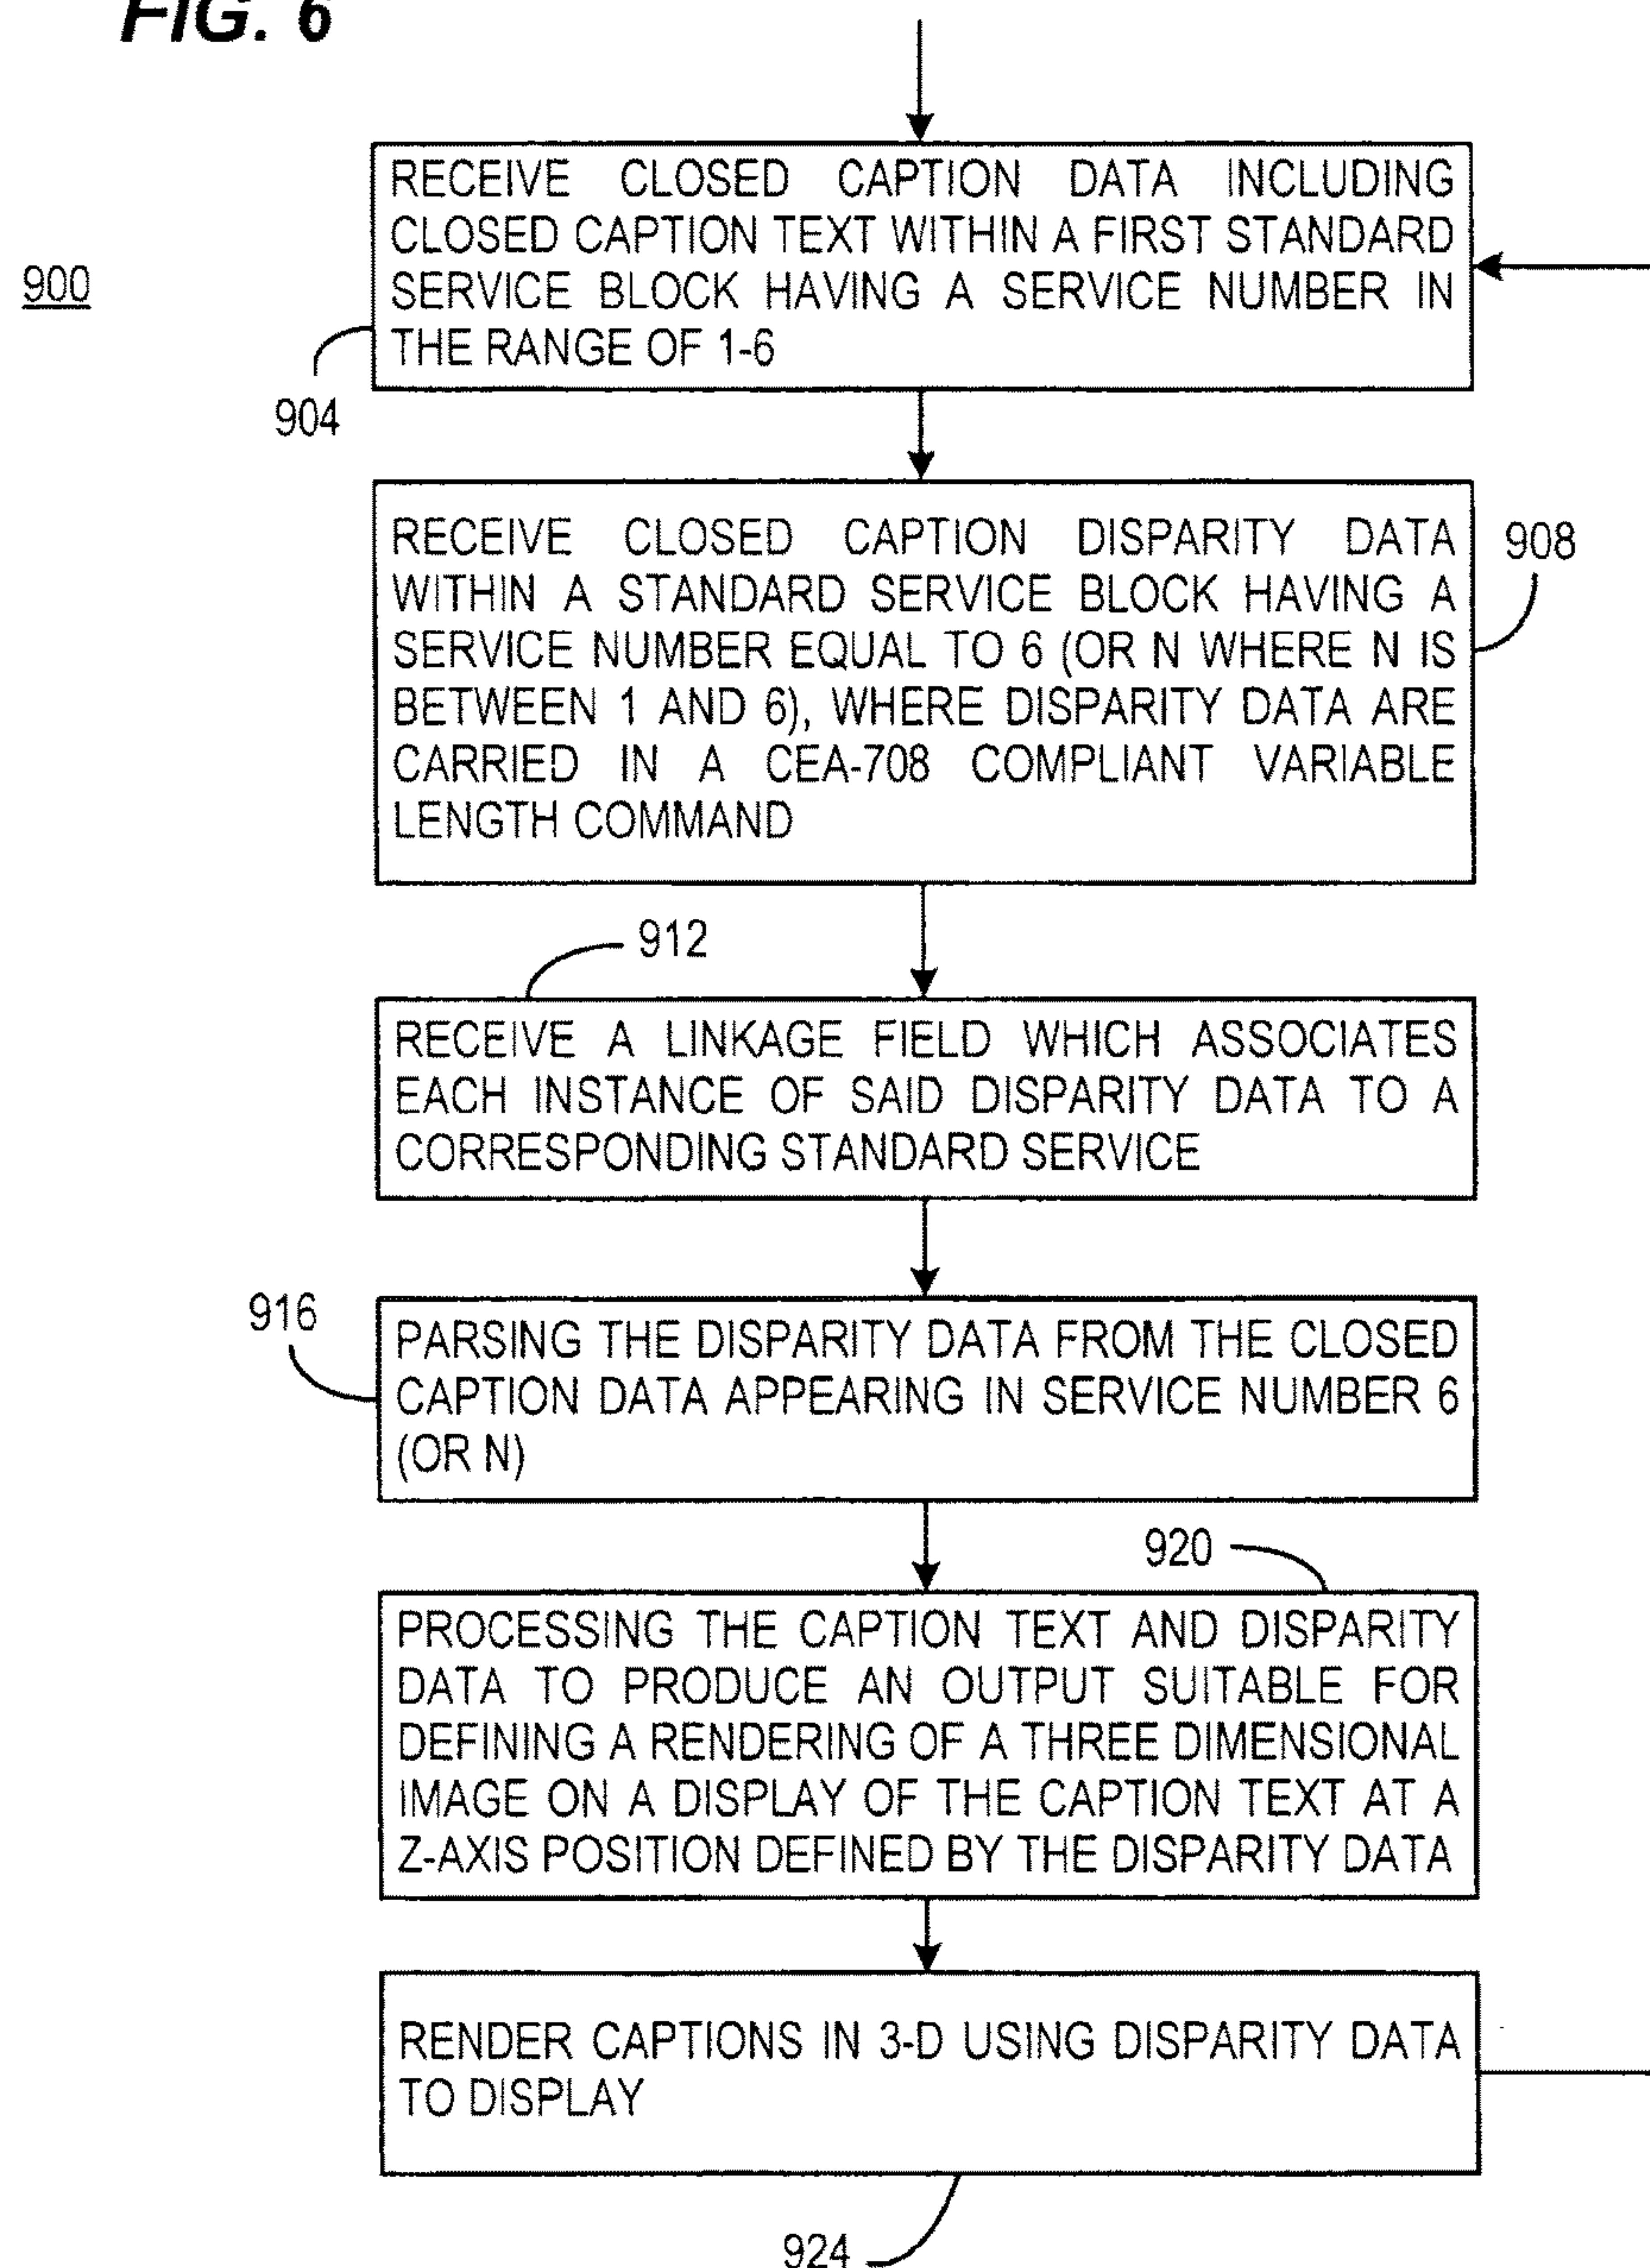 FIG. 6
900
RECEIVE CLOSED CAPTION DATA INCLUDING
CLOSED CAPTION TEXT WITHIN A FIRST STANDARD
SERVICE BLOCK HAVING A SERVICE NUMBER IN
THE RANGE OF 1-6
904
RECEIVE CLOSED CAPTION DISPARITY DATA
WITHIN A STANDARD SERVICE BLOCK HAVING A
SERVICE NUMBER EQUAL TO 6 (OR N WHERE N IS
BETWEEN 1 AND 6), WHERE DISPARITY DATA ARE
CARRIED IN A CEA-708 COMPLIANT VARIABLE
LENGTH COMMAND
908
912
RECEIVE A LINKAGE FIELD WHICH ASSOCIATES
EACH INSTANCE OF SAID DISPARITY DATA TO A
CORRESPONDING STANDARD SERVICE
916
PARSING THE DISPARITY DATA FROM THE CLOSED
CAPTION DATA APPEARING IN SERVICE NUMBER 6
(OR N)
920
PROCESSING THE CAPTION TEXT AND DISPARITY
DATA TO PRODUCE AN OUTPUT SUITABLE FOR
DEFINING A RENDERING OF A THREE DIMENSIONAL
IMAGE ON A DISPLAY OF THE CAPTION TEXT AT A
Z-AXIS POSITION DEFINED BY THE DISPARITY DATA
RENDER CAPTIONS IN 3-D USING DISPARITY DATA
TO DISPLAY
924